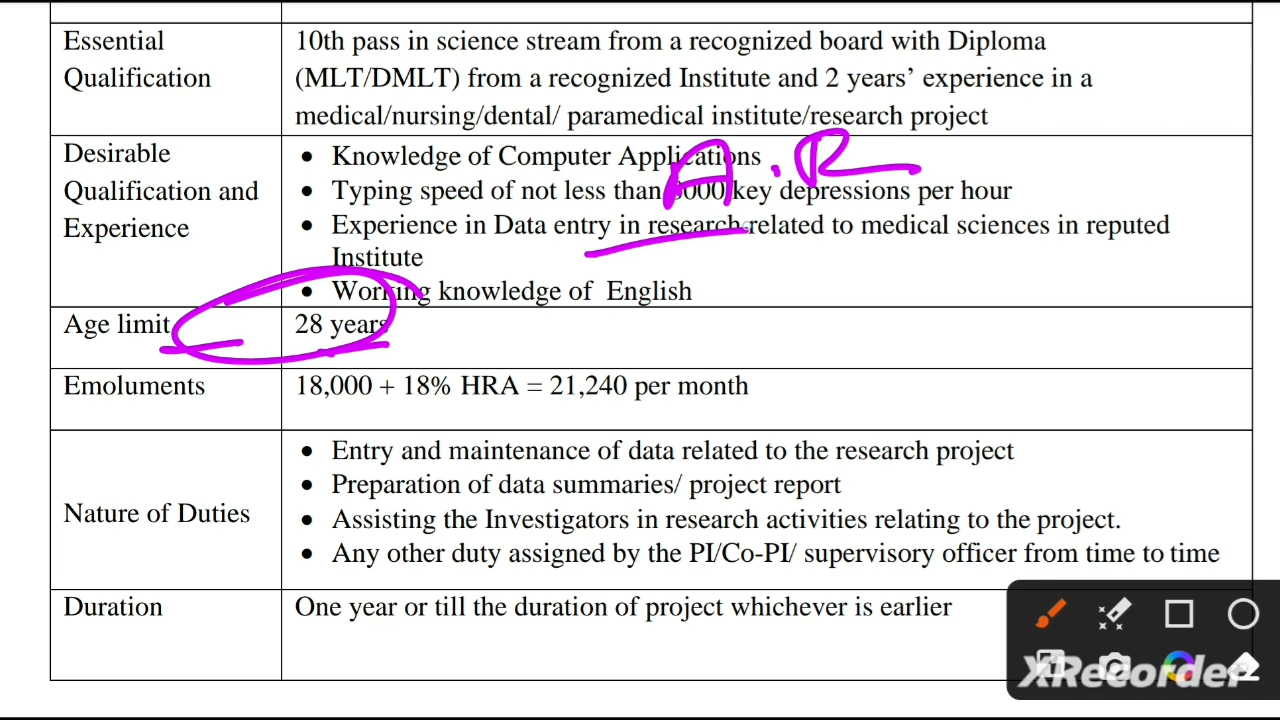 Essential
Qualification
10th pass in science stream from a recognized board with Diploma
(MLT/DMLT) from a recognized Institute and 2 years' experience in a
medical/nursing/dental/ paramedical institute/research project
Desirable
Qualification and
Experience
• Knowledge of Computer Applications
• Typing speed of not less than 8000 key depressions per hour
• Experience in Data entry in research related to medical sciences in reputed
Institute
• Working knowledge of English
A.R
Age limit
28 years
Emoluments
18,000 + 18% HRA = 21,240 per month
Nature of Duties
• Entry and maintenance of data related to the research project
• Preparation of data summaries/ project report
• Assisting the Investigators in research activities relating to the project.
• Any other duty assigned by the PI/Co-PI/ supervisory officer from time to time
Duration
One year or till the duration of project whichever is earlier
XRecorder